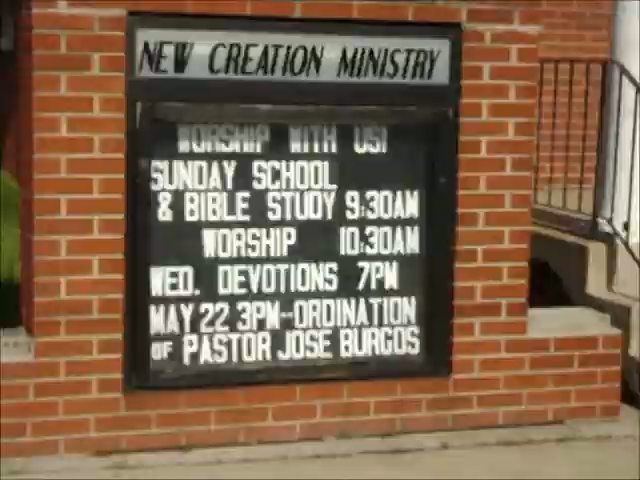 NEW CREATION MINISTRY
WORSHIP WITH US!
SUNDAY SCHOOL
& BIBLE STUDY 9:30AM
WORSHIP 10:30AM
WED. DEVOTIONS 7PM
MAY 22 3PM-ORDINATION
OF PASTOR JOSE BURGOS